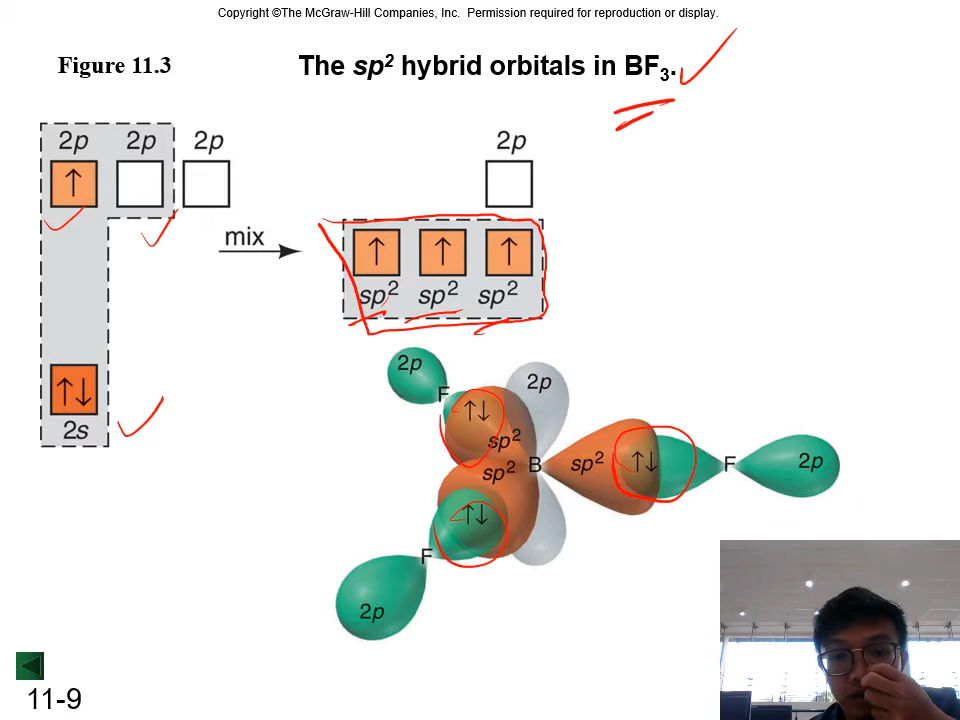 Copyright ©The McGraw-Hill Companies, Inc. Permission required for reproduction or display.
Figure 11.3
The sp² hybrid orbitals in BF₃.
2p 2p 2p
↑
2p
mix
↑ ↑ ↑
sp² sp² sp²
↑↓
2s
2p
2p
F
↑↓
sp²
sp²
B
sp²
↑↓
F
2p
↑↓
F
2p
11-9